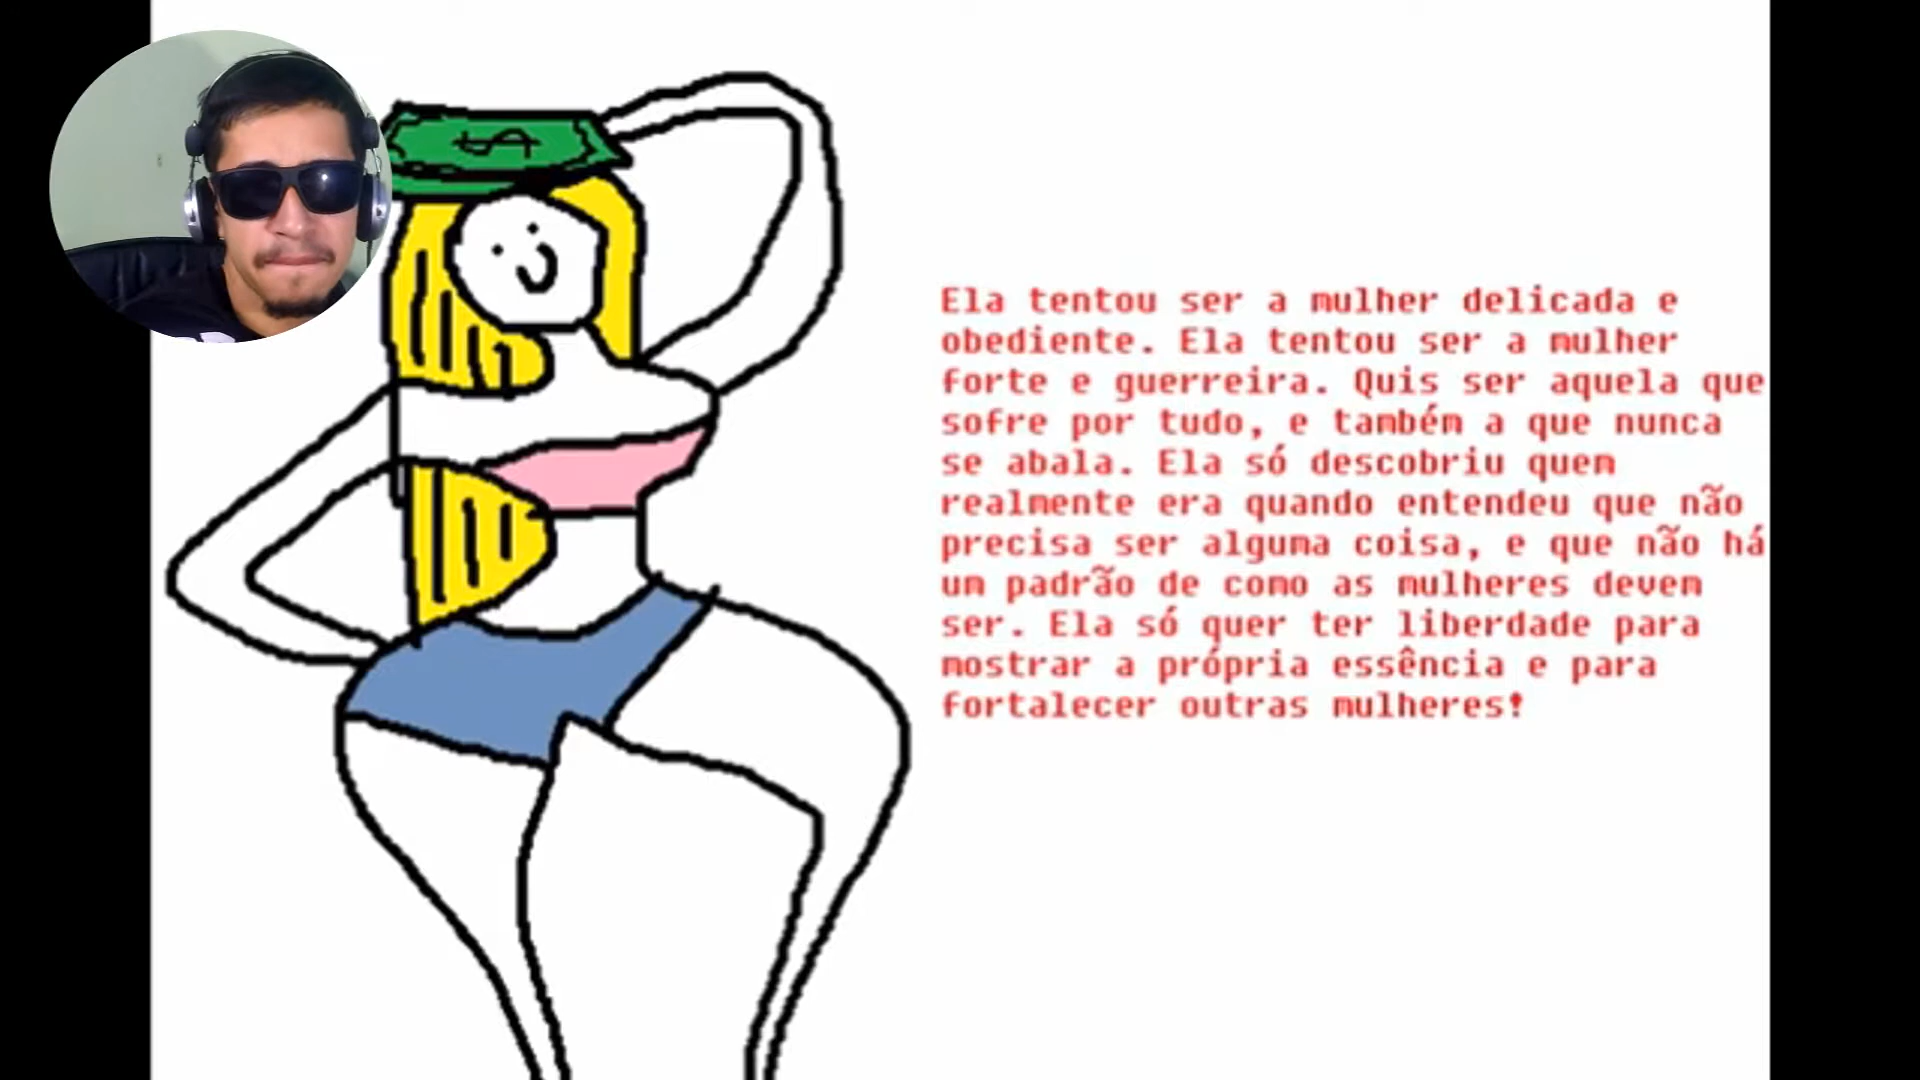 $
Ela tentou ser a mulher delicada e
obediente. Ela tentou ser a mulher
forte e guerreira. Quis ser aquela que
sofre por tudo, e também a que nunca
se abala. Ela só descobriu quem
realmente era quando entendeu que não
precisa ser alguma coisa, e que não há
um padrão de como as mulheres devem
ser. Ela só quer ter liberdade para
mostrar a própria essência e para
fortalecer outras mulheres!